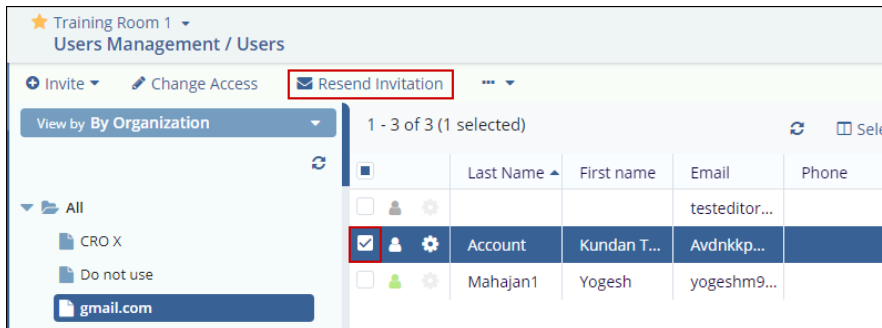 Training Room 1
Users Management / Users
Invite Change Access Resend Invitation ...
View by By Organization
1 - 3 of 3 (1 selected)
Last Name First name Email Phone
All
testeditor...
CRO X
Account Kundan T... Avdnkkp...
Do not use
Mahajan1 Yogesh yogeshm9...
gmail.com